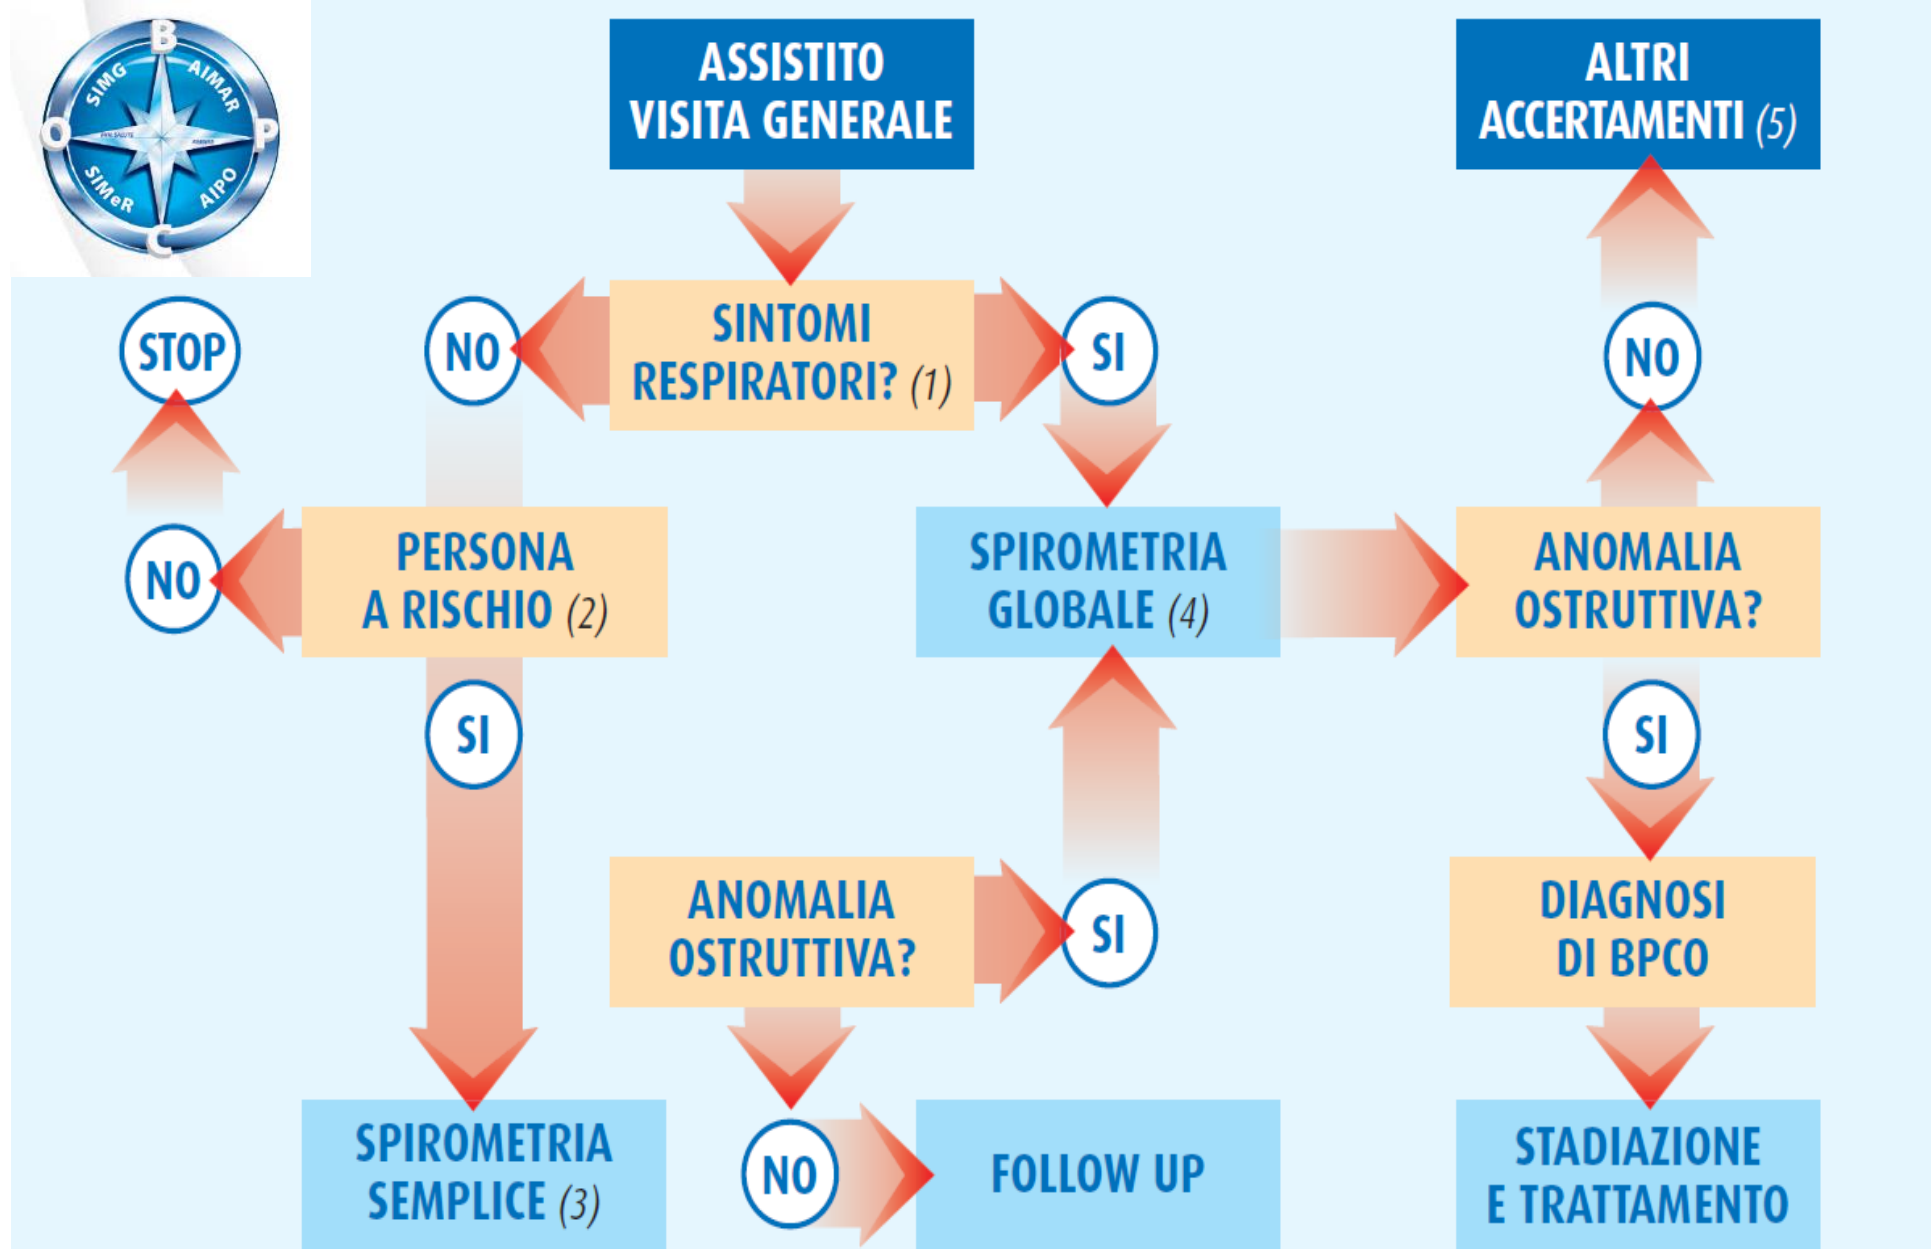 B
SIMG
AIMAR
O
P
SIMeR
AIPO
C
ASSISTITO
VISITA GENERALE
ALTRI
ACCERTAMENTI (5)
STOP
NO
SINTOMI
RESPIRATORI? (1)
SI
NO
NO
PERSONA
A RISCHIO (2)
SPIROMETRIA
GLOBALE (4)
ANOMALIA
OSTRUTTIVA?
SI
SI
ANOMALIA
OSTRUTTIVA?
SI
DIAGNOSI
DI BPCO
SPIROMETRIA
SEMPLICE (3)
NO
FOLLOW UP
STADIAZIONE
E TRATTAMENTO